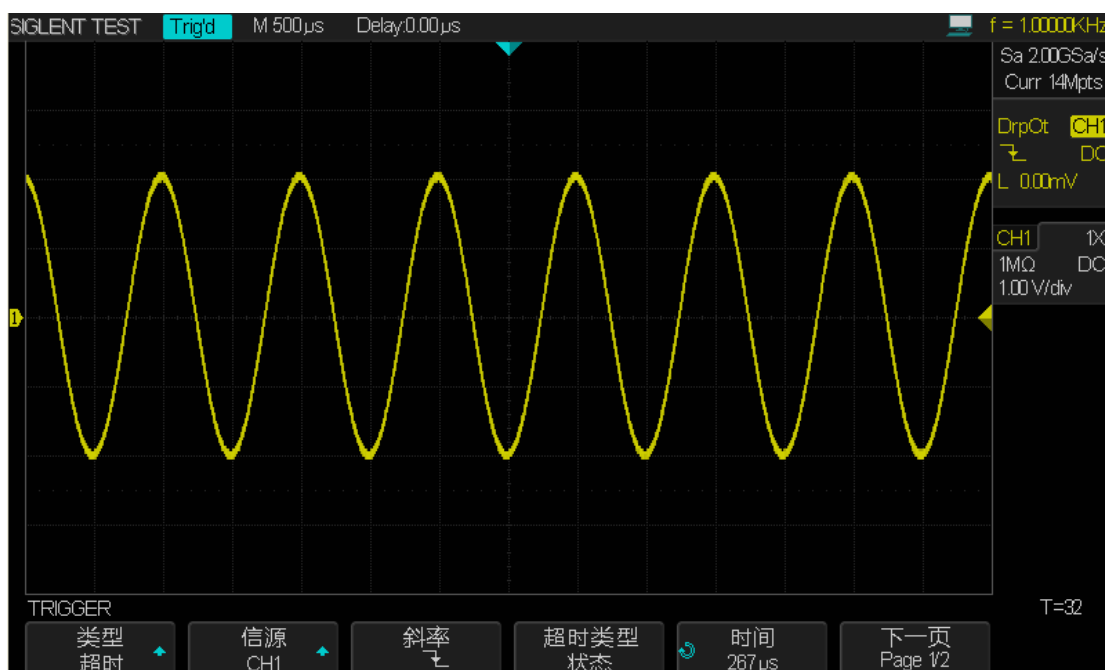 SIGLENT TEST Trig'd M 500μs Delay:0.00μs f = 1.00000KHz
Sa 2.00GSa/s
Curr 14Mpts
DrpOt CH1
DC
L 0.00mV
CH1 1X
1MΩ DC
1.00 V/div
1
TRIGGER
T=32
类型 信源 斜率 超时类型 时间 下一页
超时 CH1 状态 267μs Page 1/2